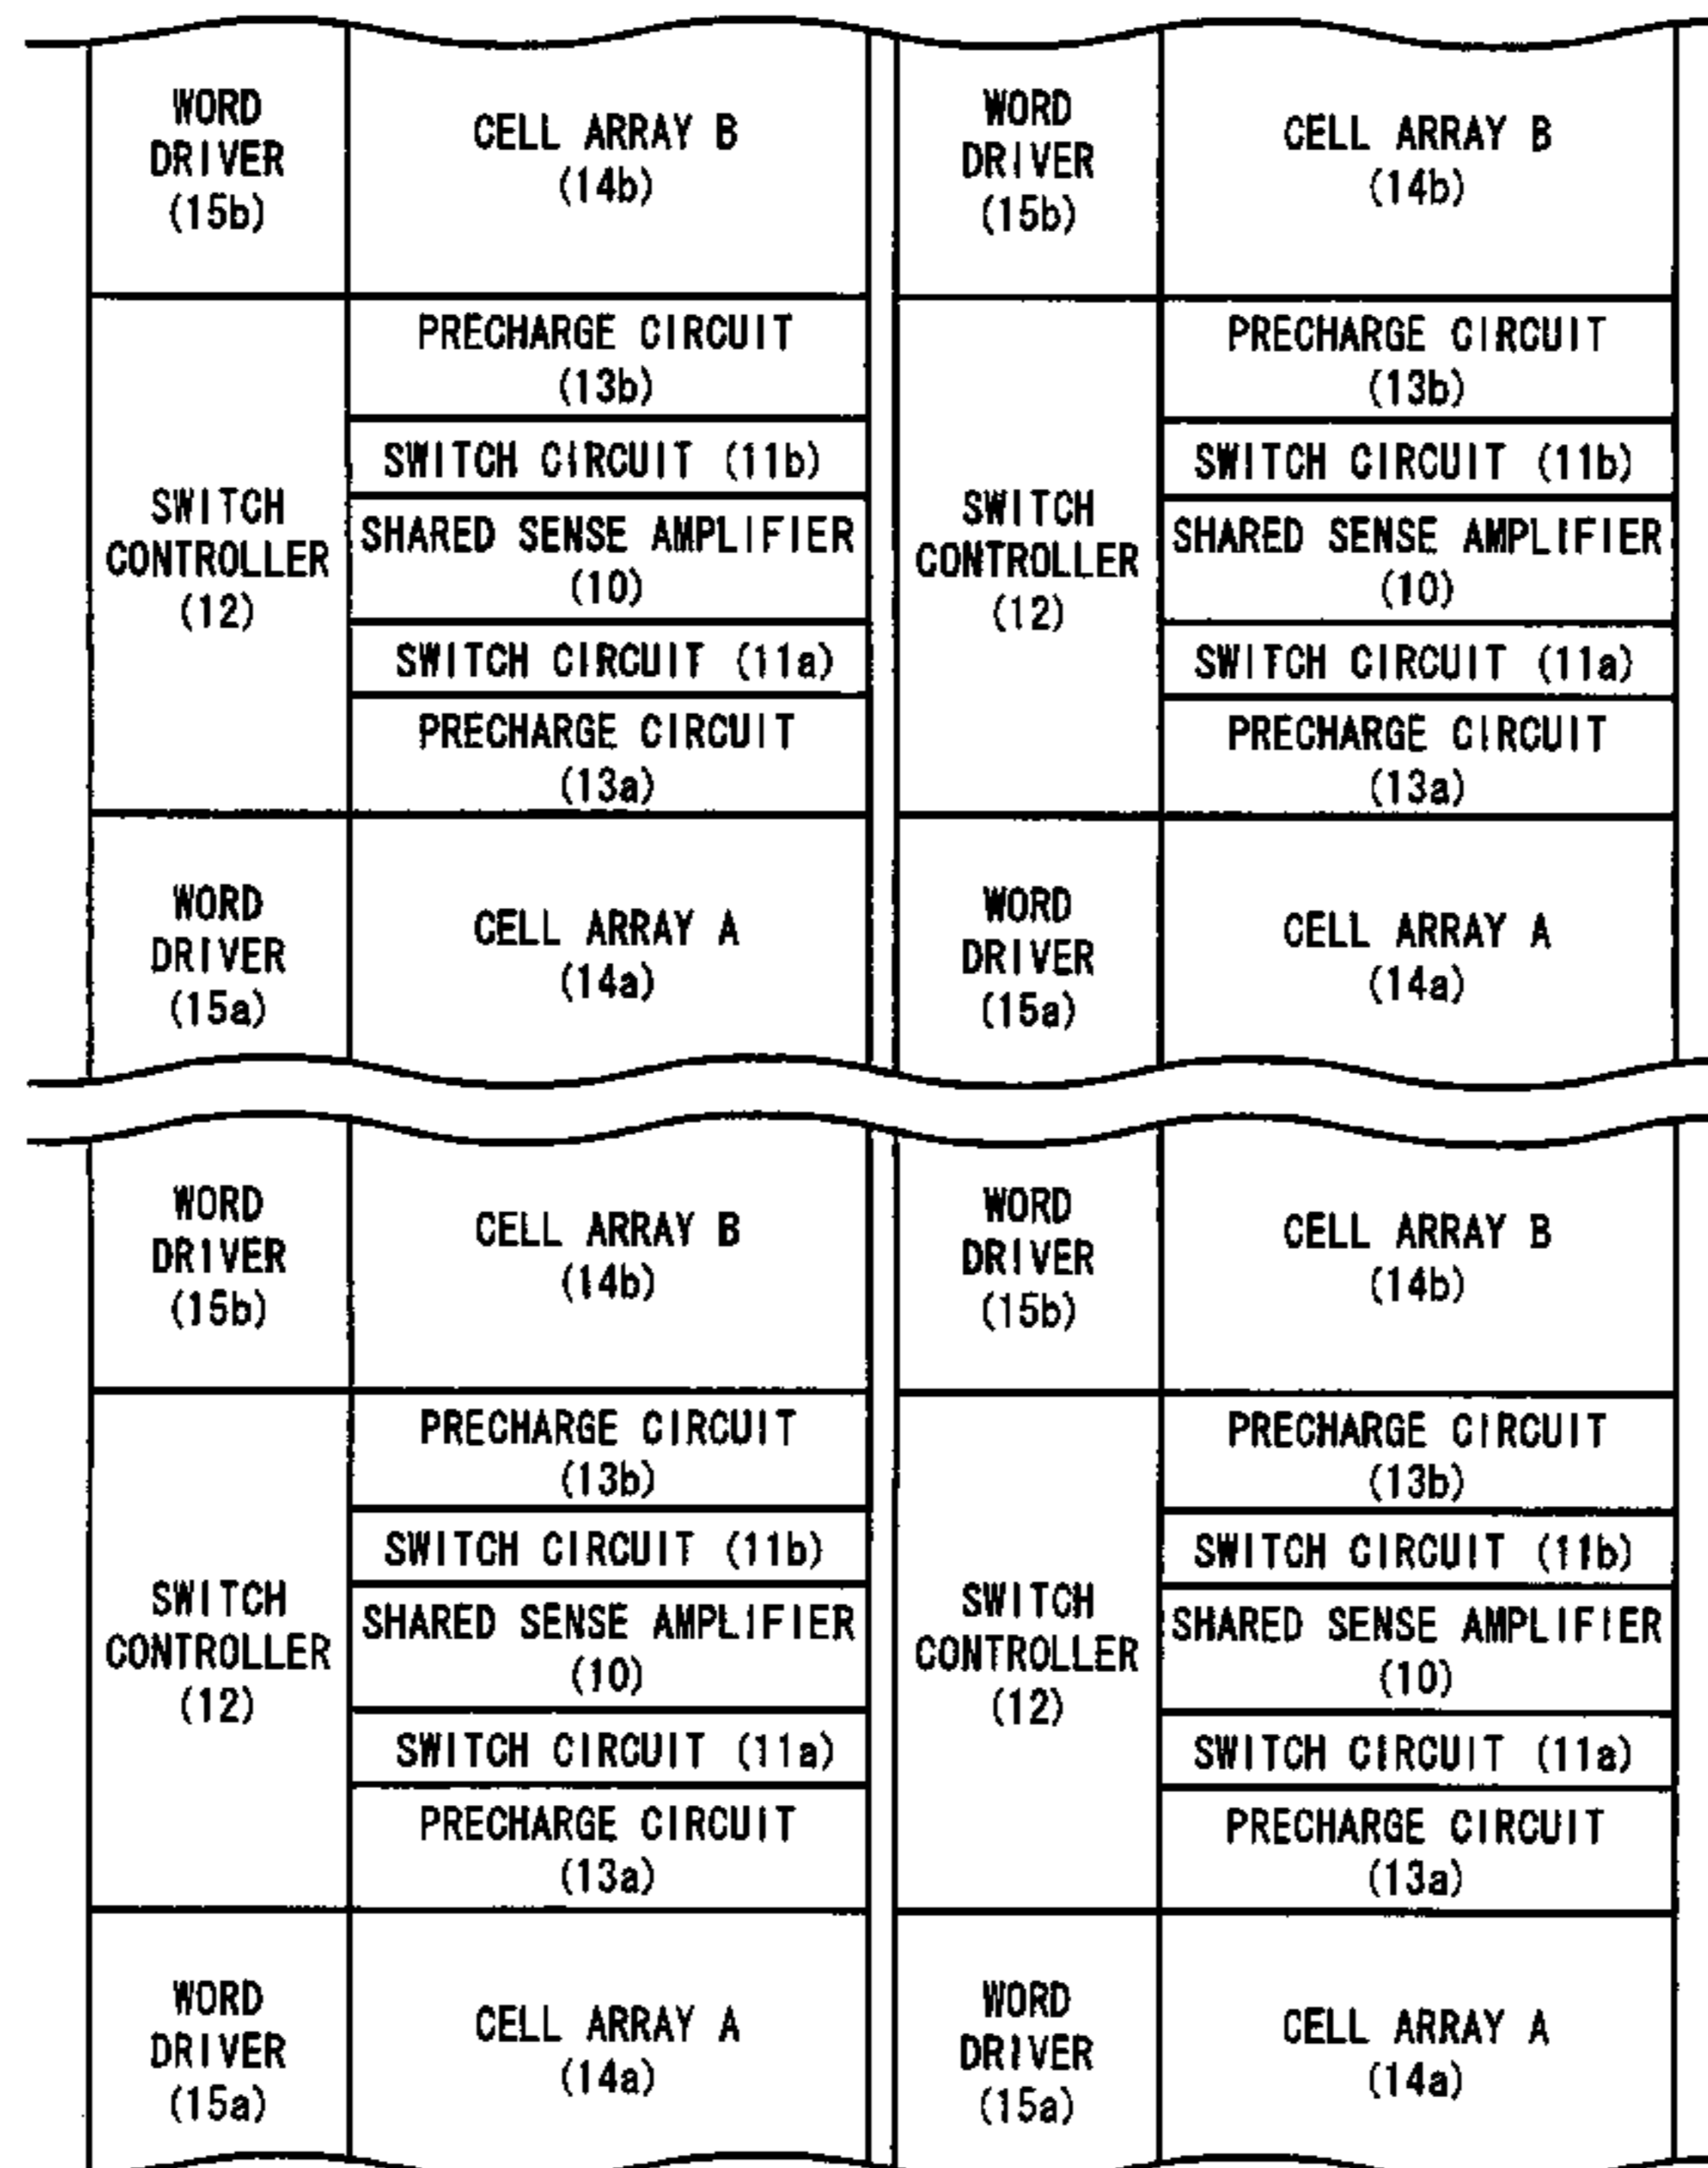 WORD
DRIVER
(15b)
CELL ARRAY B
(14b)
WORD
DRIVER
(15b)
CELL ARRAY B
(14b)
SWITCH
CONTROLLER
(12)
PRECHARGE CIRCUIT
(13b)
SWITCH CIRCUIT (11b)
SHARED SENSE AMPLIFIER
(10)
SWITCH CIRCUIT (11a)
PRECHARGE CIRCUIT
(13a)
SWITCH
CONTROLLER
(12)
PRECHARGE CIRCUIT
(13b)
SWITCH CIRCUIT (11b)
SHARED SENSE AMPLIFIER
(10)
SWITCH CIRCUIT (11a)
PRECHARGE CIRCUIT
(13a)
WORD
DRIVER
(15a)
CELL ARRAY A
(14a)
WORD
DRIVER
(15a)
CELL ARRAY A
(14a)
WORD
DRIVER
(15b)
CELL ARRAY B
(14b)
WORD
DRIVER
(15b)
CELL ARRAY B
(14b)
SWITCH
CONTROLLER
(12)
PRECHARGE CIRCUIT
(13b)
SWITCH CIRCUIT (11b)
SHARED SENSE AMPLIFIER
(10)
SWITCH CIRCUIT (11a)
PRECHARGE CIRCUIT
(13a)
SWITCH
CONTROLLER
(12)
PRECHARGE CIRCUIT
(13b)
SWITCH CIRCUIT (11b)
SHARED SENSE AMPLIFIER
(10)
SWITCH CIRCUIT (11a)
PRECHARGE CIRCUIT
(13a)
WORD
DRIVER
(15a)
CELL ARRAY A
(14a)
WORD
DRIVER
(15a)
CELL ARRAY A
(14a)